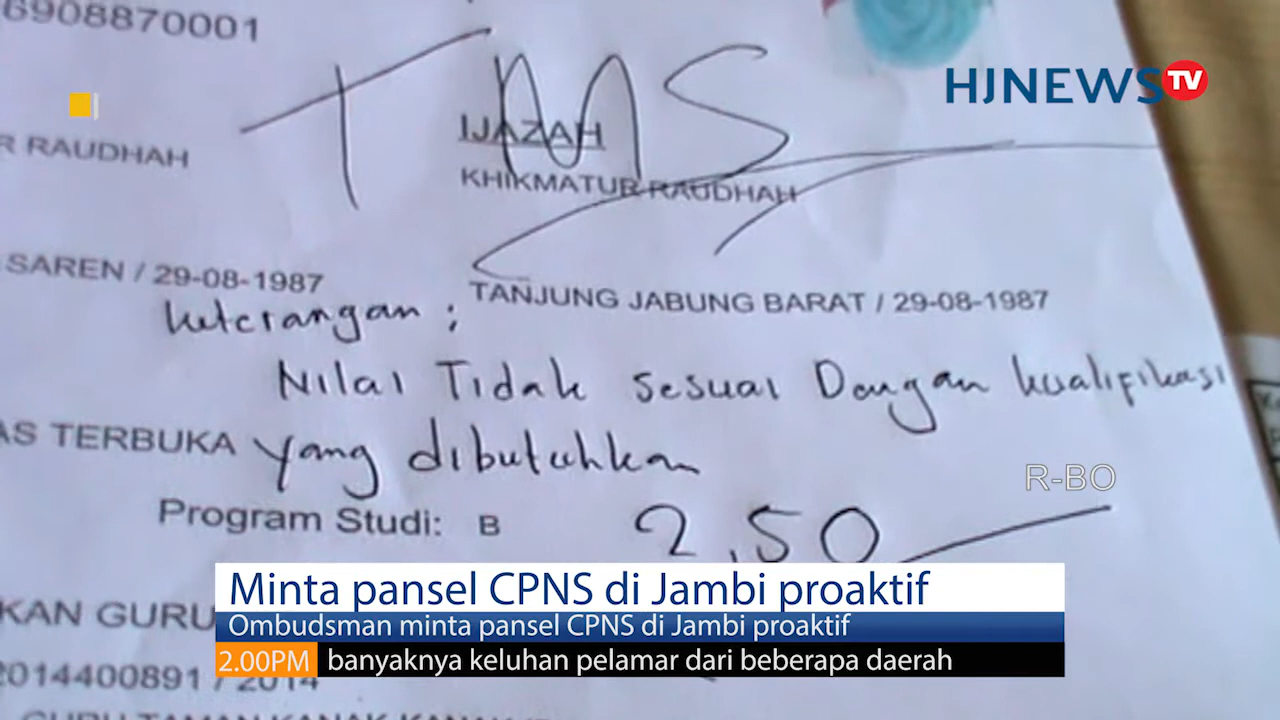 6908870001
HJNEWS TV
TMS
IJAZAH
R RAUDHAH
KHIKMATUR RAUDHAH
SAREN / 29-08-1987
TANJUNG JABUNG BARAT / 29-08-1987
keterangan :
Nilai Tidak sesuai Dengan kualifikasi
AS TERBUKA
yang dibutuhkan
R-BO
Program Studi: B
2,50
Minta pansel CPNS di Jambi proaktif
KAN GURU
Ombudsman minta pansel CPNS di Jambi proaktif
2.00PM banyaknya keluhan pelamar dari beberapa daerah
2014400891 / 2014